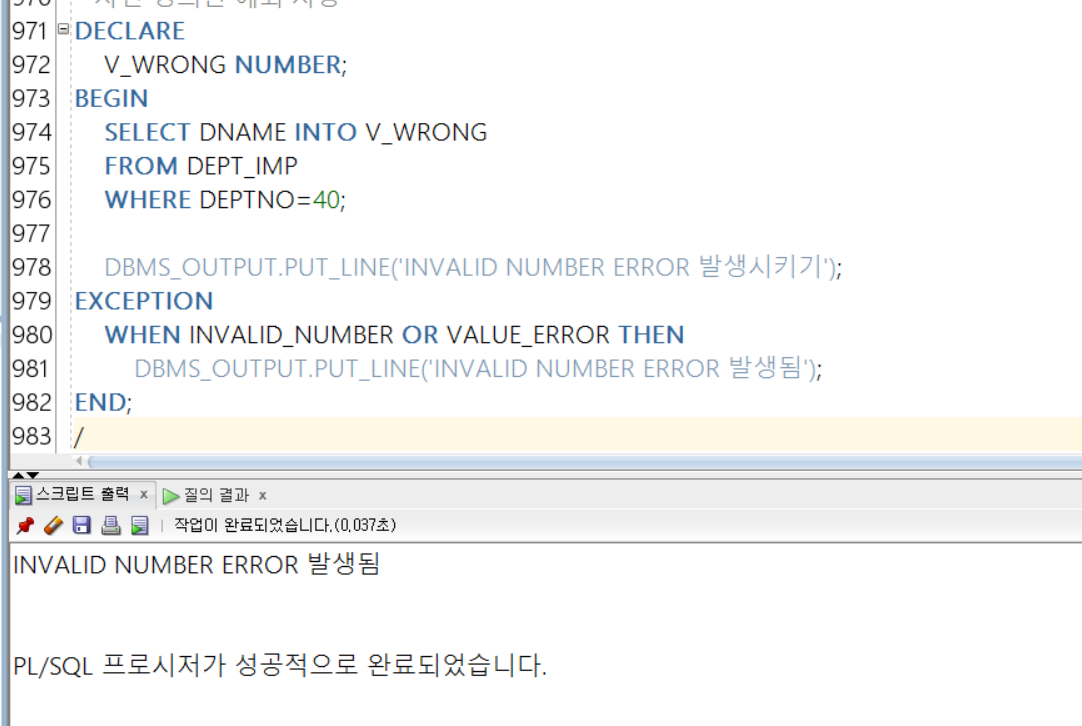 971 DECLARE
972 V_WRONG NUMBER;
973 BEGIN
974 SELECT DNAME INTO V_WRONG
975 FROM DEPT_IMP
976 WHERE DEPTNO=40;
977
978 DBMS_OUTPUT.PUT_LINE('INVALID NUMBER ERROR 발생시키기');
979 EXCEPTION
980 WHEN INVALID_NUMBER OR VALUE_ERROR THEN
981 DBMS_OUTPUT.PUT_LINE('INVALID NUMBER ERROR 발생됨');
982 END;
983 /
스크립트 출력 x 질의 결과 x
작업이 완료되었습니다.(0,037초)
INVALID NUMBER ERROR 발생됨
PL/SQL 프로시저가 성공적으로 완료되었습니다.